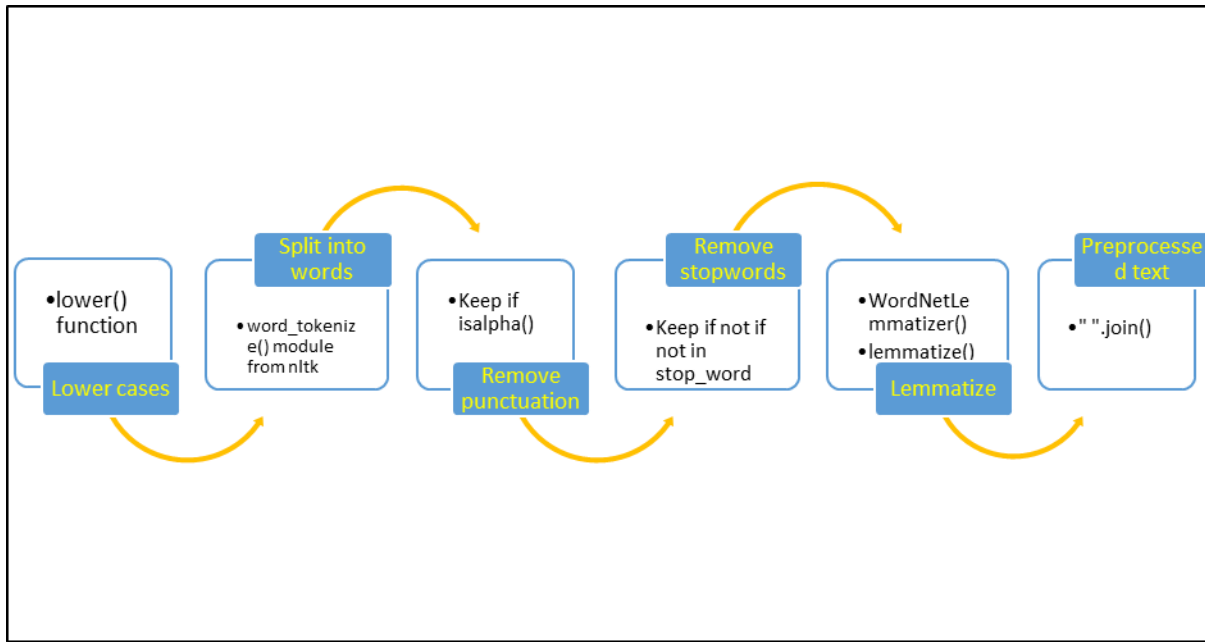 •lower()
function
Lower cases
Split into
words
•word_tokeniz
e() module
from nltk
•Keep if
isalpha()
Remove
punctuation
Remove
stopwords
•Keep if not if
not in
stop_word
•WordNetLe
mmatizer()
•lemmatize()
Lemmatize
Preprocesse
d text
•" ".join()